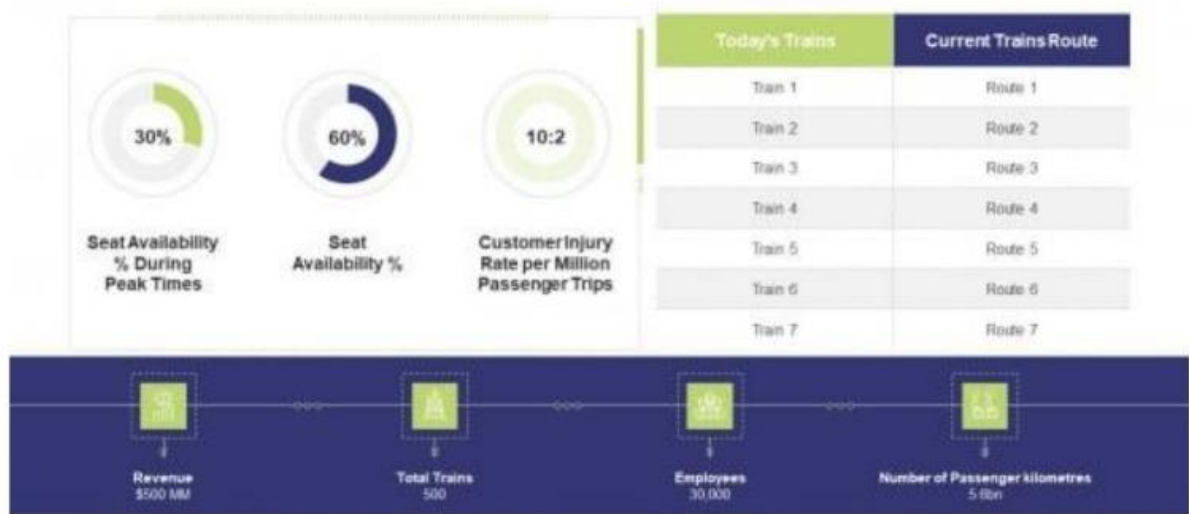 30%
60%
10:2
Seat Availability
% During
Peak Times
Seat
Availability %
Customer Injury
Rate per Million
Passenger Trips
Today's Trains
Current Trains Route
Train 1
Route 1
Train 2
Route 2
Train 3
Route 3
Train 4
Route 4
Train 5
Route 5
Train 6
Route 6
Train 7
Route 7
Revenue
$500 MM
Total Trains
500
Employees
30,000
Number of Passenger kilometres
5.6bn